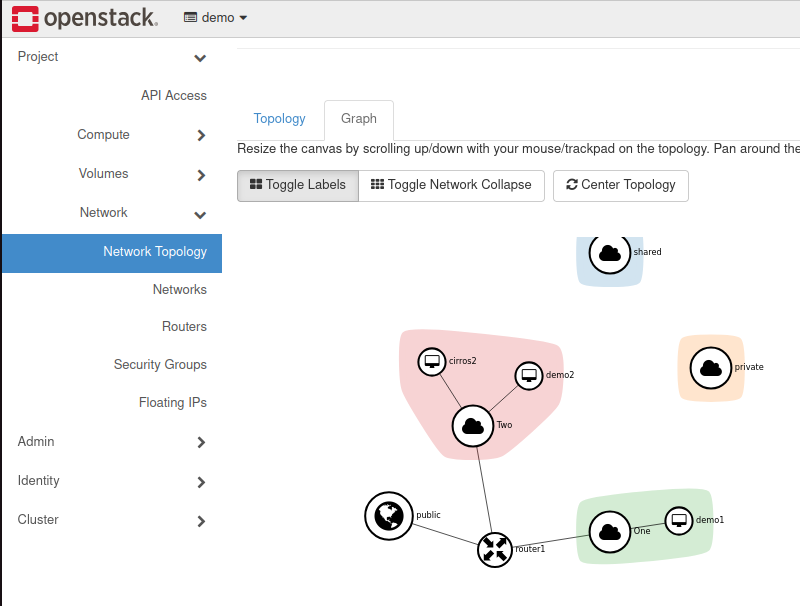 openstack. demo
Project
API Access
Compute
Volumes
Network
Network Topology
Networks
Routers
Security Groups
Floating IPs
Admin
Identity
Cluster
Topology Graph
Resize the canvas by scrolling up/down with your mouse/trackpad on the topology. Pan around the
Toggle Labels Toggle Network Collapse Center Topology
shared
cirros2
demo2
private
Two
public
router1
One
demo1